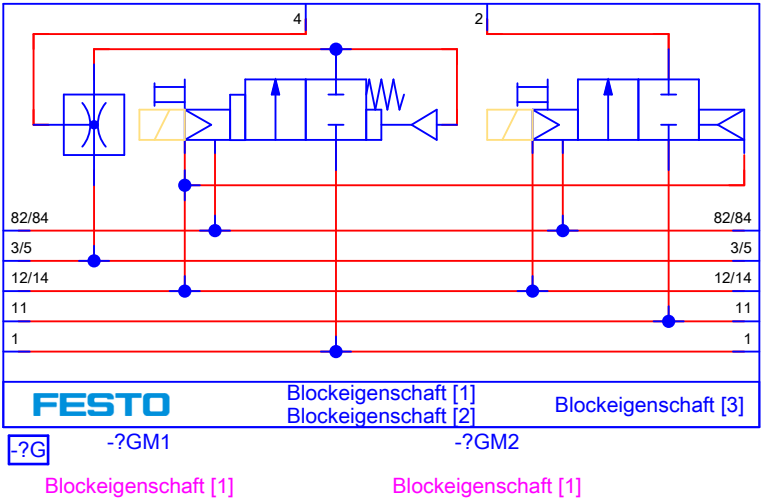 4 2
82/84 82/84
3/5 3/5
12/14 12/14
11 11
1 1
FESTO
Blockeigenschaft [1]
Blockeigenschaft [2]
Blockeigenschaft [3]
-?G -?GM1 -?GM2
Blockeigenschaft [1] Blockeigenschaft [1]